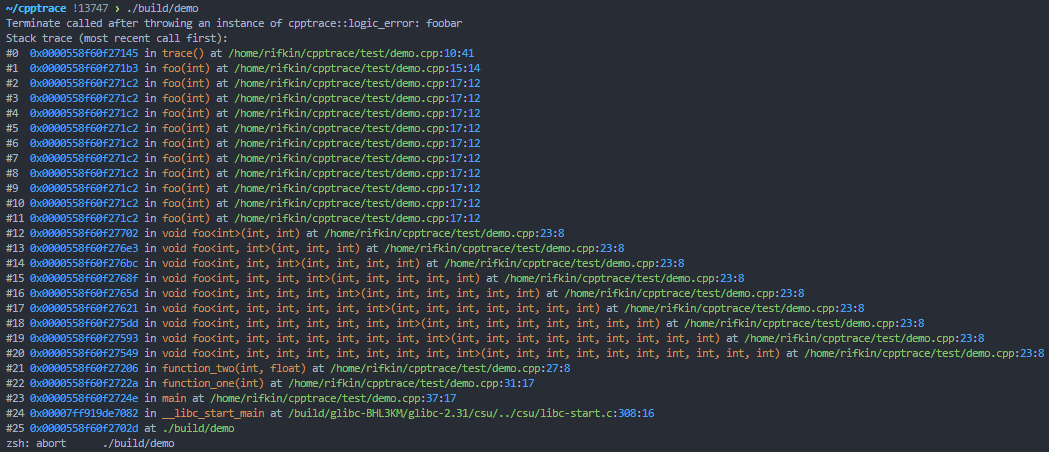 ~/cpptrace !13747 › ./build/demo
Terminate called after throwing an instance of cpptrace::logic_error: foobar
Stack trace (most recent call first):
#0  0x0000558f60f27145 in trace() at /home/rifkin/cpptrace/test/demo.cpp:10:41
#1  0x0000558f60f271b3 in foo(int) at /home/rifkin/cpptrace/test/demo.cpp:15:14
#2  0x0000558f60f271c2 in foo(int) at /home/rifkin/cpptrace/test/demo.cpp:17:12
#3  0x0000558f60f271c2 in foo(int) at /home/rifkin/cpptrace/test/demo.cpp:17:12
#4  0x0000558f60f271c2 in foo(int) at /home/rifkin/cpptrace/test/demo.cpp:17:12
#5  0x0000558f60f271c2 in foo(int) at /home/rifkin/cpptrace/test/demo.cpp:17:12
#6  0x0000558f60f271c2 in foo(int) at /home/rifkin/cpptrace/test/demo.cpp:17:12
#7  0x0000558f60f271c2 in foo(int) at /home/rifkin/cpptrace/test/demo.cpp:17:12
#8  0x0000558f60f271c2 in foo(int) at /home/rifkin/cpptrace/test/demo.cpp:17:12
#9  0x0000558f60f271c2 in foo(int) at /home/rifkin/cpptrace/test/demo.cpp:17:12
#10 0x0000558f60f271c2 in foo(int) at /home/rifkin/cpptrace/test/demo.cpp:17:12
#11 0x0000558f60f271c2 in foo(int) at /home/rifkin/cpptrace/test/demo.cpp:17:12
#12 0x0000558f60f27702 in void foo<int>(int, int) at /home/rifkin/cpptrace/test/demo.cpp:23:8
#13 0x0000558f60f276e3 in void foo<int, int>(int, int, int) at /home/rifkin/cpptrace/test/demo.cpp:23:8
#14 0x0000558f60f276bc in void foo<int, int, int>(int, int, int, int) at /home/rifkin/cpptrace/test/demo.cpp:23:8
#15 0x0000558f60f2768f in void foo<int, int, int, int>(int, int, int, int, int) at /home/rifkin/cpptrace/test/demo.cpp:23:8
#16 0x0000558f60f2765d in void foo<int, int, int, int, int>(int, int, int, int, int, int) at /home/rifkin/cpptrace/test/demo.cpp:23:8
#17 0x0000558f60f27621 in void foo<int, int, int, int, int, int>(int, int, int, int, int, int, int) at /home/rifkin/cpptrace/test/demo.cpp:23:8
#18 0x0000558f60f275dd in void foo<int, int, int, int, int, int, int>(int, int, int, int, int, int, int, int) at /home/rifkin/cpptrace/test/demo.cpp:23:8
#19 0x0000558f60f27593 in void foo<int, int, int, int, int, int, int, int>(int, int, int, int, int, int, int, int, int) at /home/rifkin/cpptrace/test/demo.cpp:23:8
#20 0x0000558f60f27549 in void foo<int, int, int, int, int, int, int, int, int>(int, int, int, int, int, int, int, int, int, int) at /home/rifkin/cpptrace/test/demo.cpp:23:8
#21 0x0000558f60f27206 in function_two(int, float) at /home/rifkin/cpptrace/test/demo.cpp:27:8
#22 0x0000558f60f2722a in function_one(int) at /home/rifkin/cpptrace/test/demo.cpp:31:17
#23 0x0000558f60f2724e in main at /home/rifkin/cpptrace/test/demo.cpp:37:17
#24 0x00007ff919de7082 in __libc_start_main at /build/glibc-BHL3KM/glibc-2.31/csu/../csu/libc-start.c:308:16
#25 0x0000558f60f2702d at ./build/demo
zsh: abort      ./build/demo